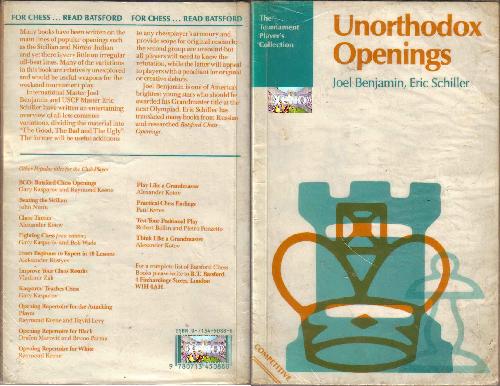 FOR CHESS ... READ BATSFORD
Many books have been written on the
main lines of popular openings such
as the Sicilian and Nimzo-Indian
and yet there is very little on irregular
off-beat lines. Many of the variations
in this book are relatively unexplored
and would be useful weapons for the
weekend tournament player.
International Master Joel
Benjamin and USCF Master Eric
Schiller have written an entertaining
overview of all less common
variations, dividing the material into
"The Good, The Bad and The Ugly"
The former will be useful additions
Other Popular titles for the Club Player
BCO: Batsford Chess Openings
Gary Kasparov and Raymond Keene
Beating the Sicilian
John Nunn
Chess Tactics
Alexander Kotov
Fighting Chess
Gary Kasparov and Bob Wade
From Beginner to Expert in 40 Lessons
Aleksander Kostyev
Improve Your Chess Results
Vladimir Zak
Kasparov Teaches Chess
Gary Kasparov
Opening Repertoire for the Attacking
Player
Raymond Keene and David Levy
Opening Repertoire for Black
Drazen Marovic and Bruno Parma
Opening Repertoire for White
Raymond Keene
FOR CHESS ... READ BATSFORD
to any chessplayer's armoury and
provide scope for original research;
the second group are unsound but
all players will need to know the
refutation, while the last will appeal
to players with a penchant for original
or creative debuts.
Joel Benjamin is one of America's
brightest young stars who should be
awarded his Grandmaster title at the
next Olympiad. Eric Schiller has
translated many books from Russian
and researched Batsford Chess
Openings.
Play Like a Grandmaster
Alexander Kotov
Practical Chess Endings
Paul Keres
Test Your Positional Play
Robert Bellin and Pietro Ponzetto
Think Like a Grandmaster
Alexander Kotov
For a complete list of Batsford Chess
Books please write to B.T. Batsford,
4 Fitzhardinge Street, London
W1H 0AH.
ISBN 0-7134-5088-6
9 780713 450880
The
Tournament
Player's
Collection
Unorthodox
Openings
Joel Benjamin, Eric Schiller
COMPETITIVE